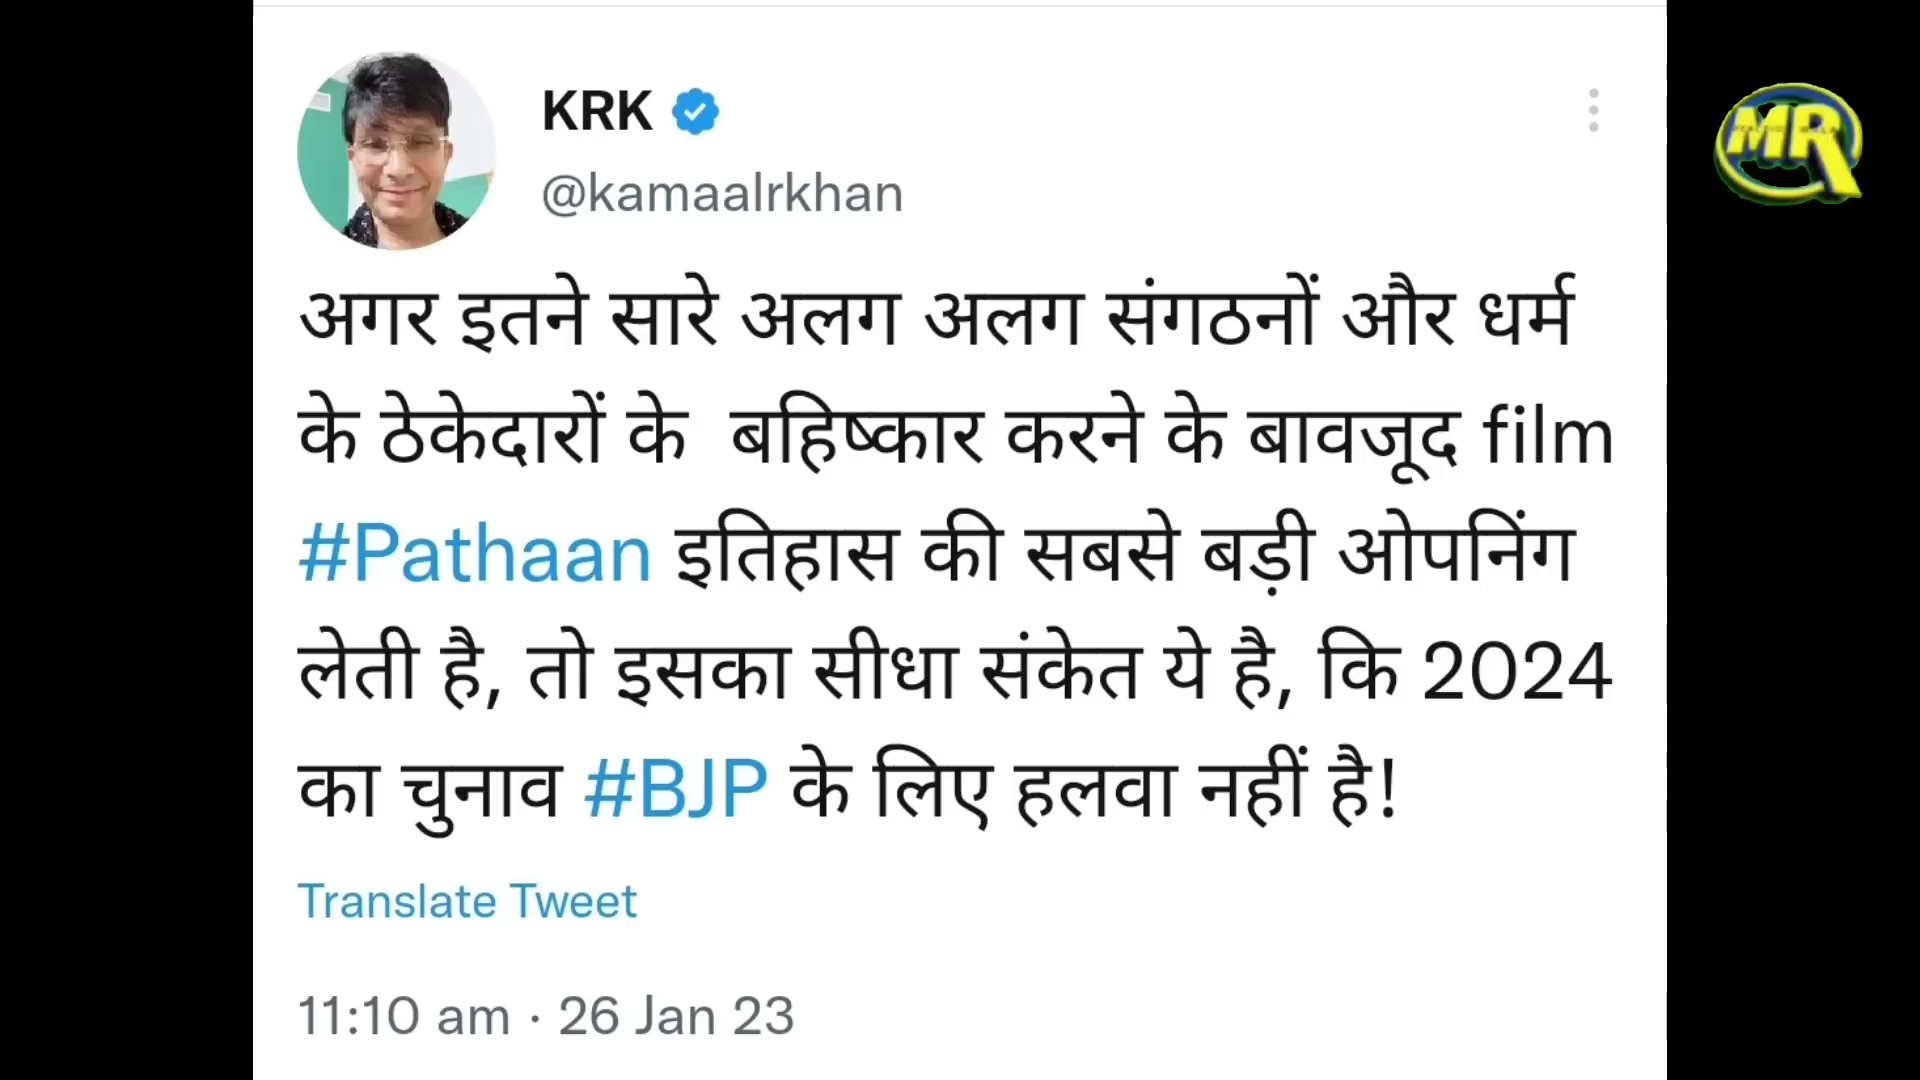 KRK
@kamaalrkhan
अगर इतने सारे अलग अलग संगठनों और धर्म
के ठेकेदारों के बहिष्कार करने के बावजूद film
#Pathaan इतिहास की सबसे बड़ी ओपनिंग
लेती है, तो इसका सीधा संकेत ये है, कि 2024
का चुनाव #BJP के लिए हलवा नहीं है!
Translate Tweet
11:10 am · 26 Jan 23
MR